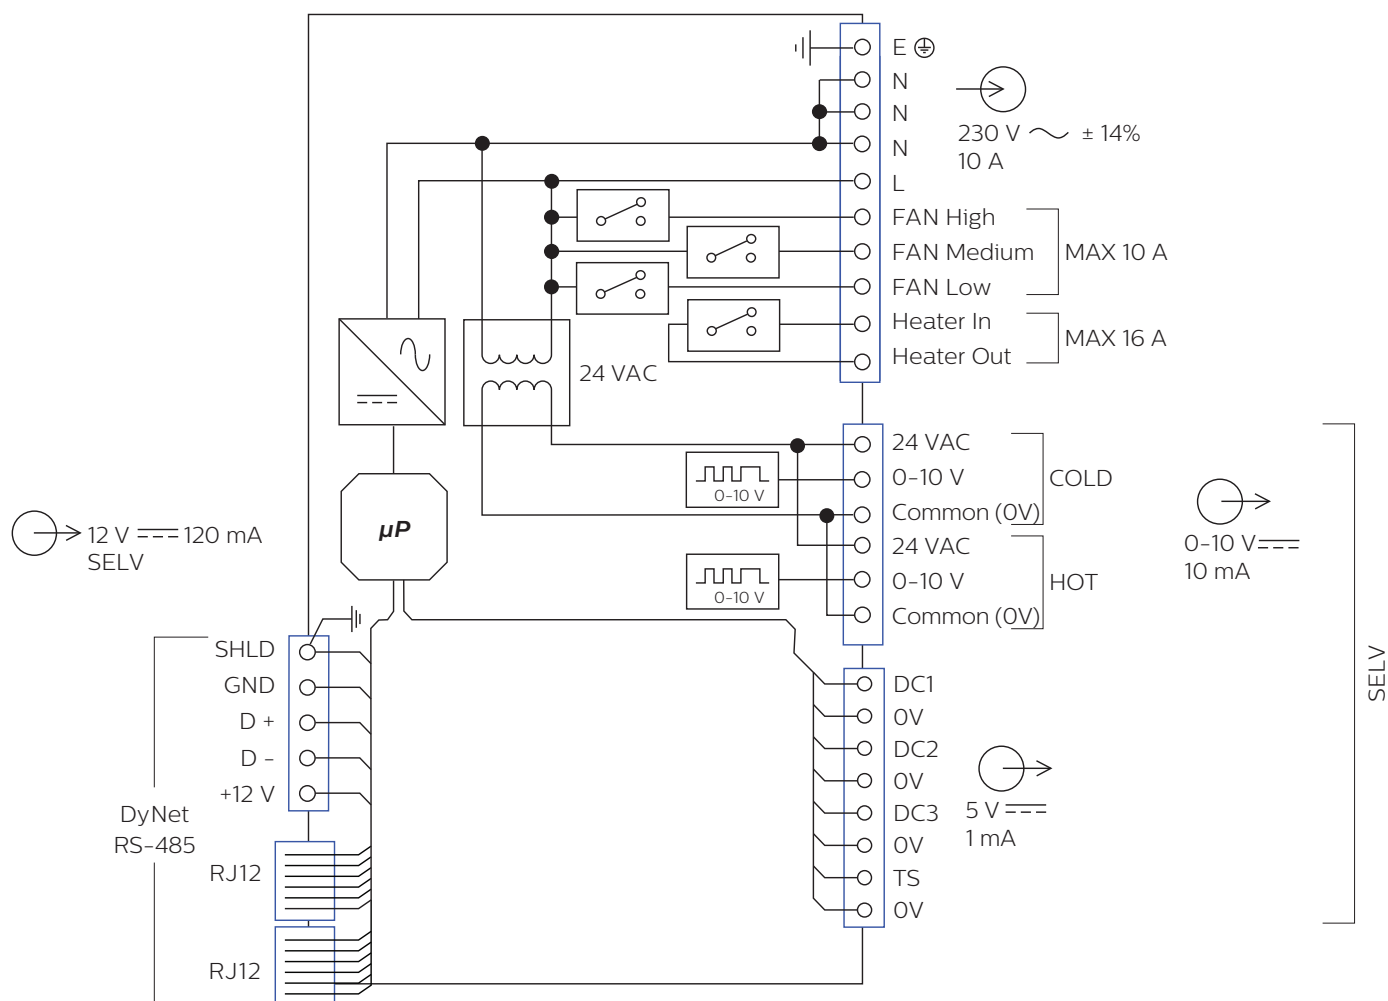 E
N
N
N
L
FAN High
FAN Medium
FAN Low
Heater In
Heater Out
230 V ± 14%
10 A
MAX 10 A
MAX 16 A
24 VAC
24 VAC
0-10 V
Common (0V)
24 VAC
0-10 V
Common (0V)
COLD
HOT
0-10 V
0-10 V
0-10 V
10 mA
SELV
µP
12 V 120 mA
SELV
SHLD
GND
D +
D -
+12 V
DyNet
RS-485
RJ12
RJ12
DC1
0V
DC2
0V
DC3
0V
TS
0V
5 V
1 mA